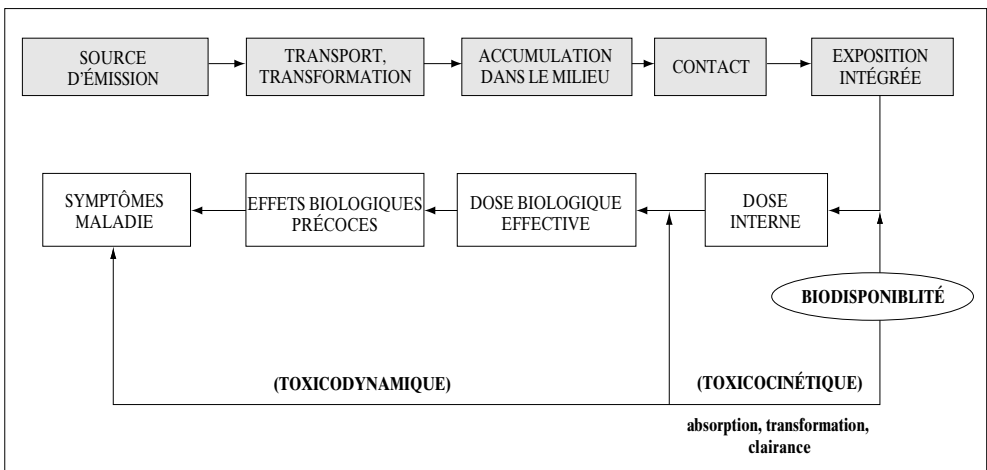 SOURCE
D'ÉMISSION
TRANSPORT,
TRANSFORMATION
ACCUMULATION
DANS LE MILIEU
CONTACT
EXPOSITION
INTÉGRÉE
SYMPTÔMES
MALADIE
EFFETS BIOLOGIQUES
PRÉCOCES
DOSE BIOLOGIQUE
EFFECTIVE
DOSE
INTERNE
BIODISPONIBLITÉ
(TOXICODYNAMIQUE)
(TOXICOCINÉTIQUE)
absorption, transformation,
clairance